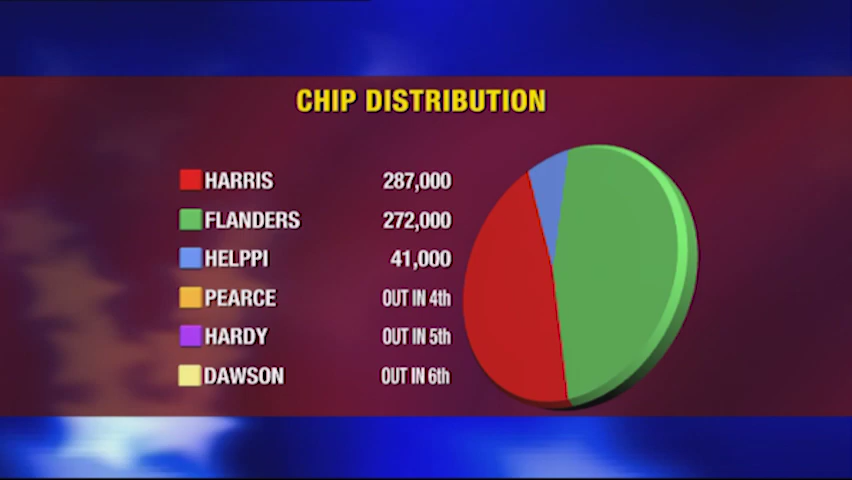 CHIP DISTRIBUTION
HARRIS 287,000
FLANDERS 272,000
HELPPI 41,000
PEARCE OUT IN 4th
HARDY OUT IN 5th
DAWSON OUT IN 6th